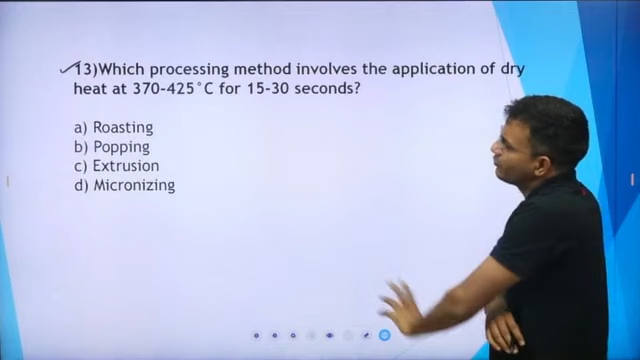 13)Which processing method involves the application of dry
heat at 370-425°C for 15-30 seconds?
a) Roasting
b) Popping
c) Extrusion
d) Micronizing